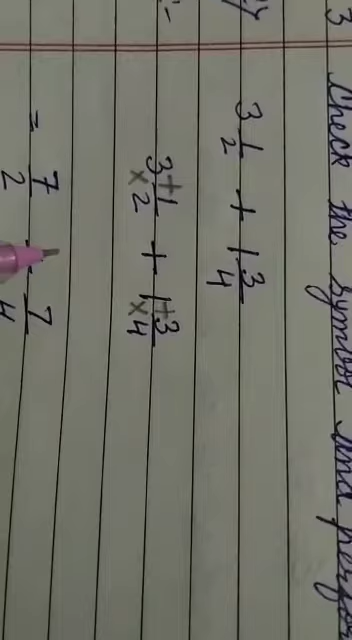 3 Check the symbol and perfo
3 1/2 + 1 3/4
3 + 1/× 2 + 1 + 3/× 4
= 7/2 7/4